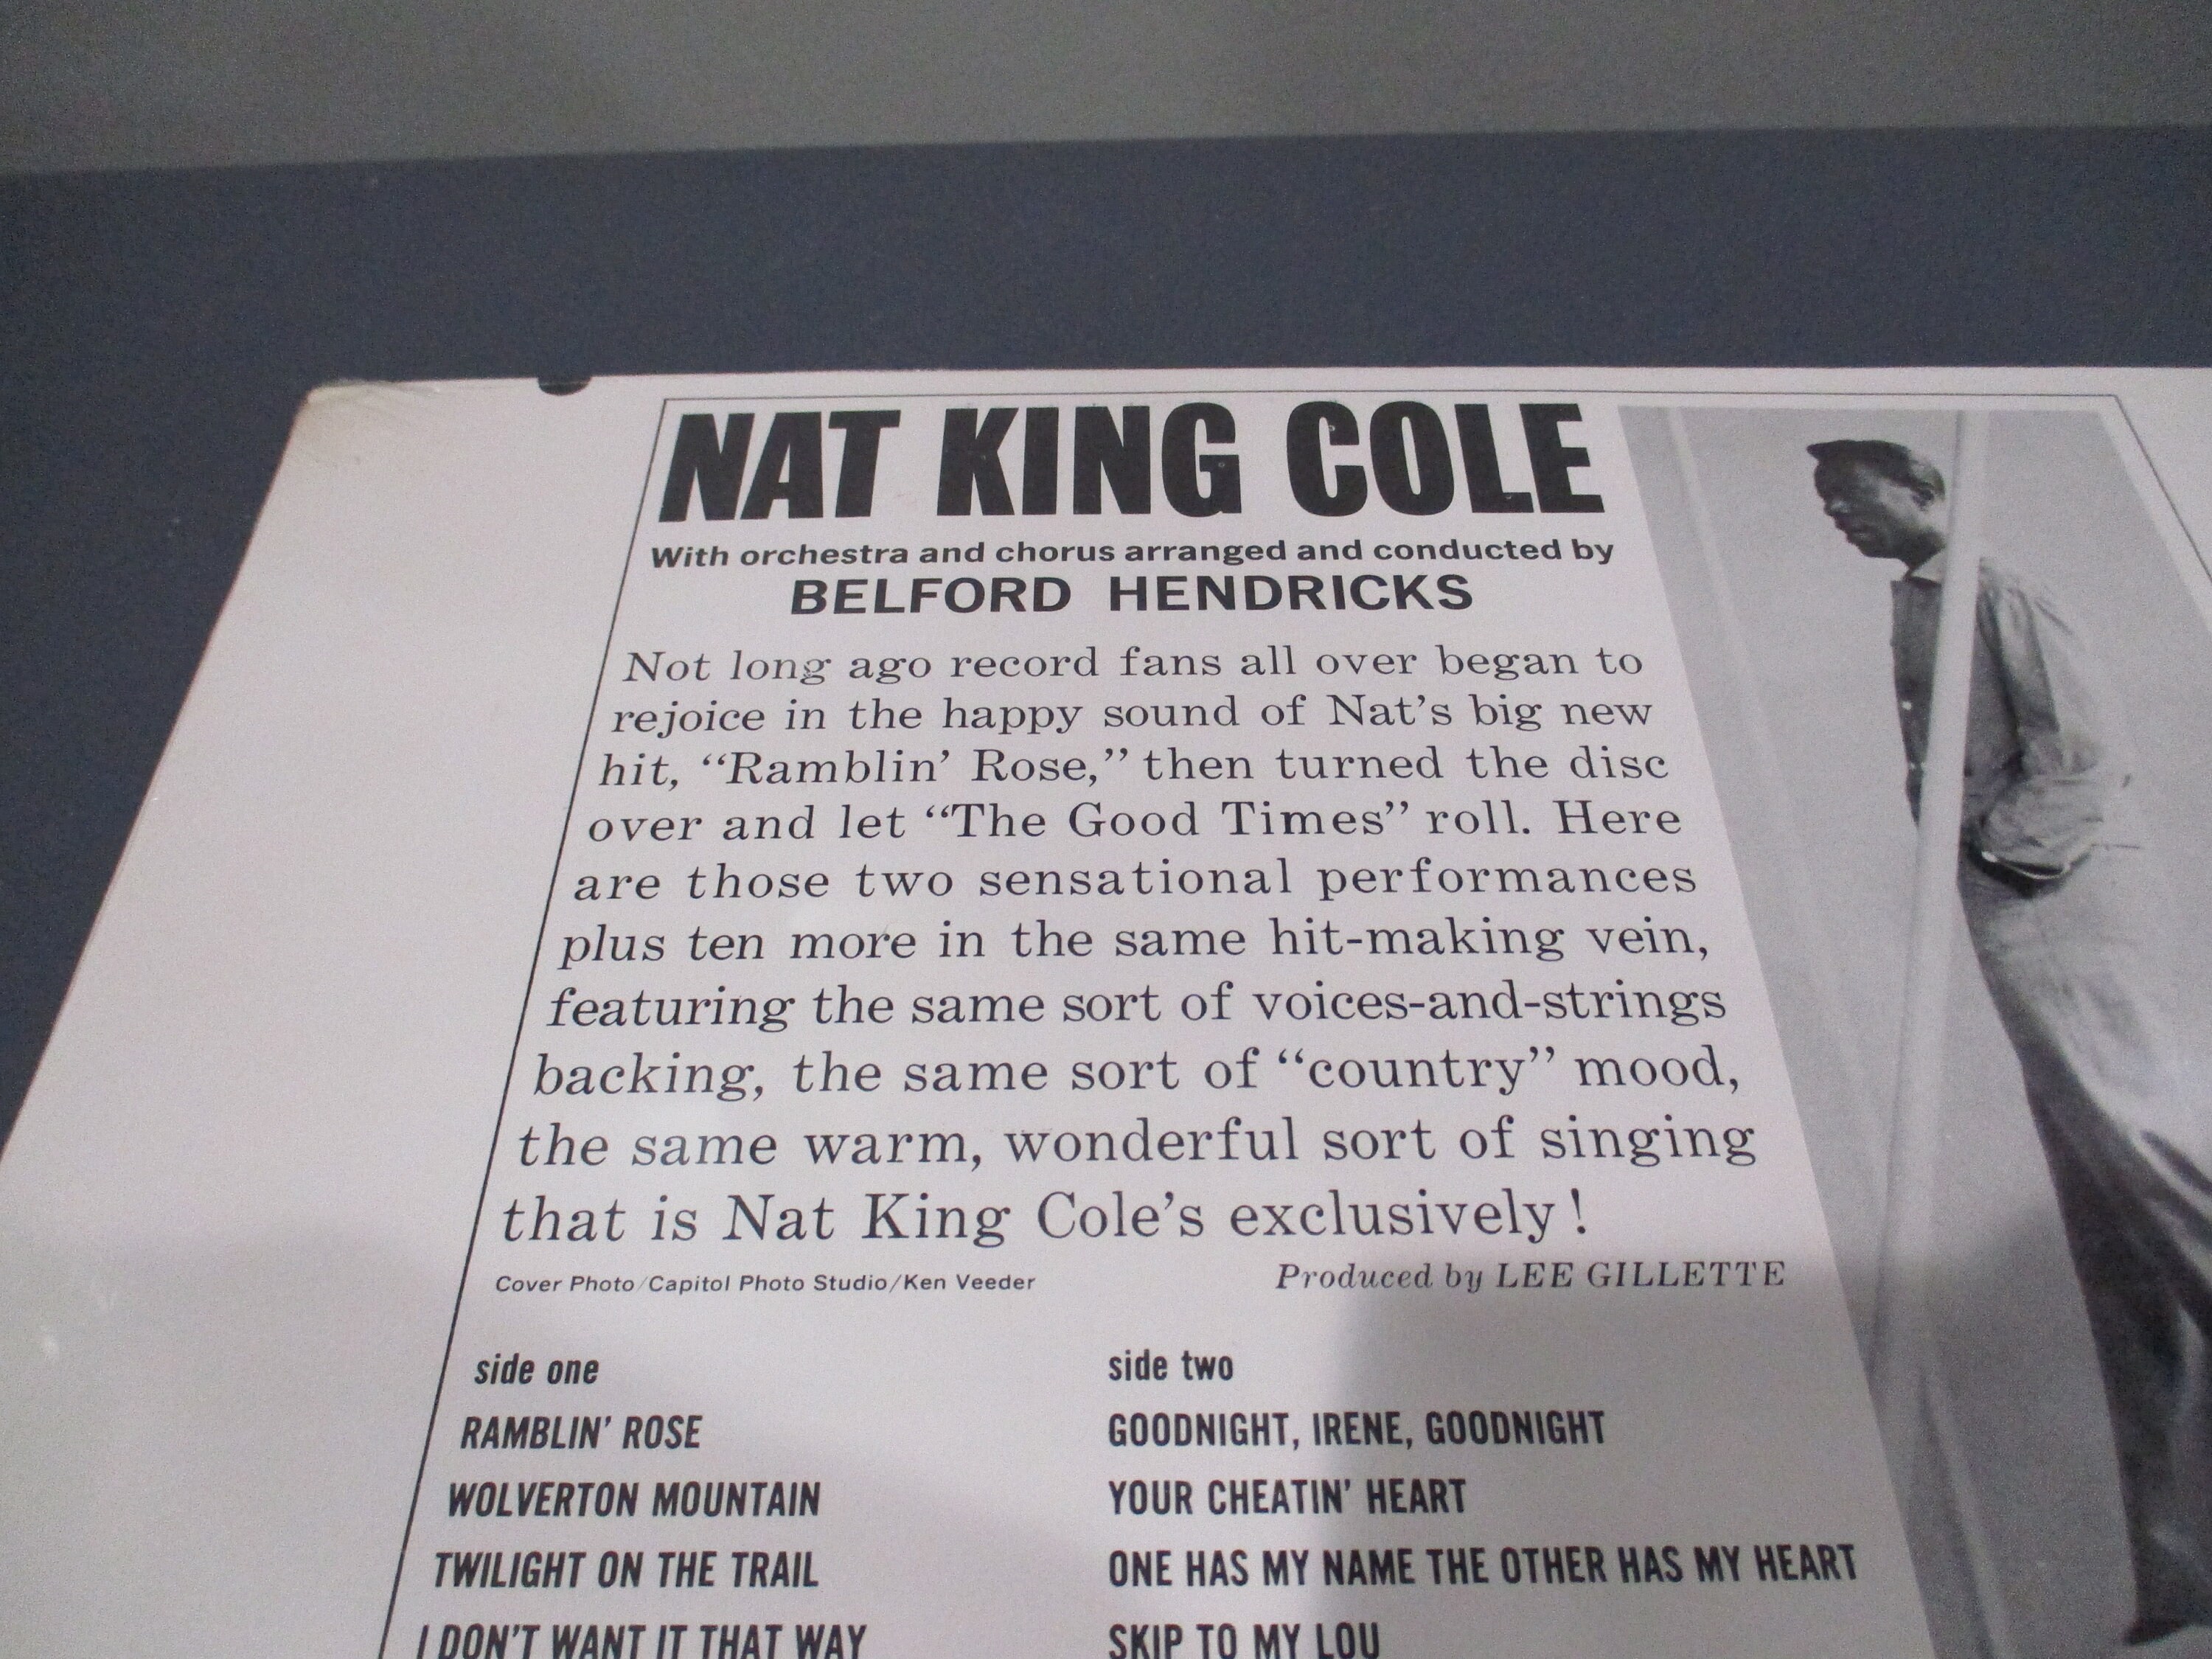 NAT KING COLE
With orchestra and chorus arranged and conducted by
BELFORD HENDRICKS
Not long ago record fans all over began to
rejoice in the happy sound of Nat's big new
hit, “Ramblin’ Rose,” then turned the disc
over and let “The Good Times” roll. Here
are those two sensational performances
plus ten more in the same hit-making vein,
featuring the same sort of voices-and-strings
backing, the same sort of “country” mood,
the same warm, wonderful sort of singing
that is Nat King Cole’s exclusively!
Cover Photo/Capitol Photo Studio/Ken Veeder
Produced by LEE GILLETTE
side one
RAMBLIN’ ROSE
WOLVERTON MOUNTAIN
TWILIGHT ON THE TRAIL
I DON’T WANT IT THAT WAY
side two
GOODNIGHT, IRENE, GOODNIGHT
YOUR CHEATIN’ HEART
ONE HAS MY NAME THE OTHER HAS MY HEART
SKIP TO MY LOU